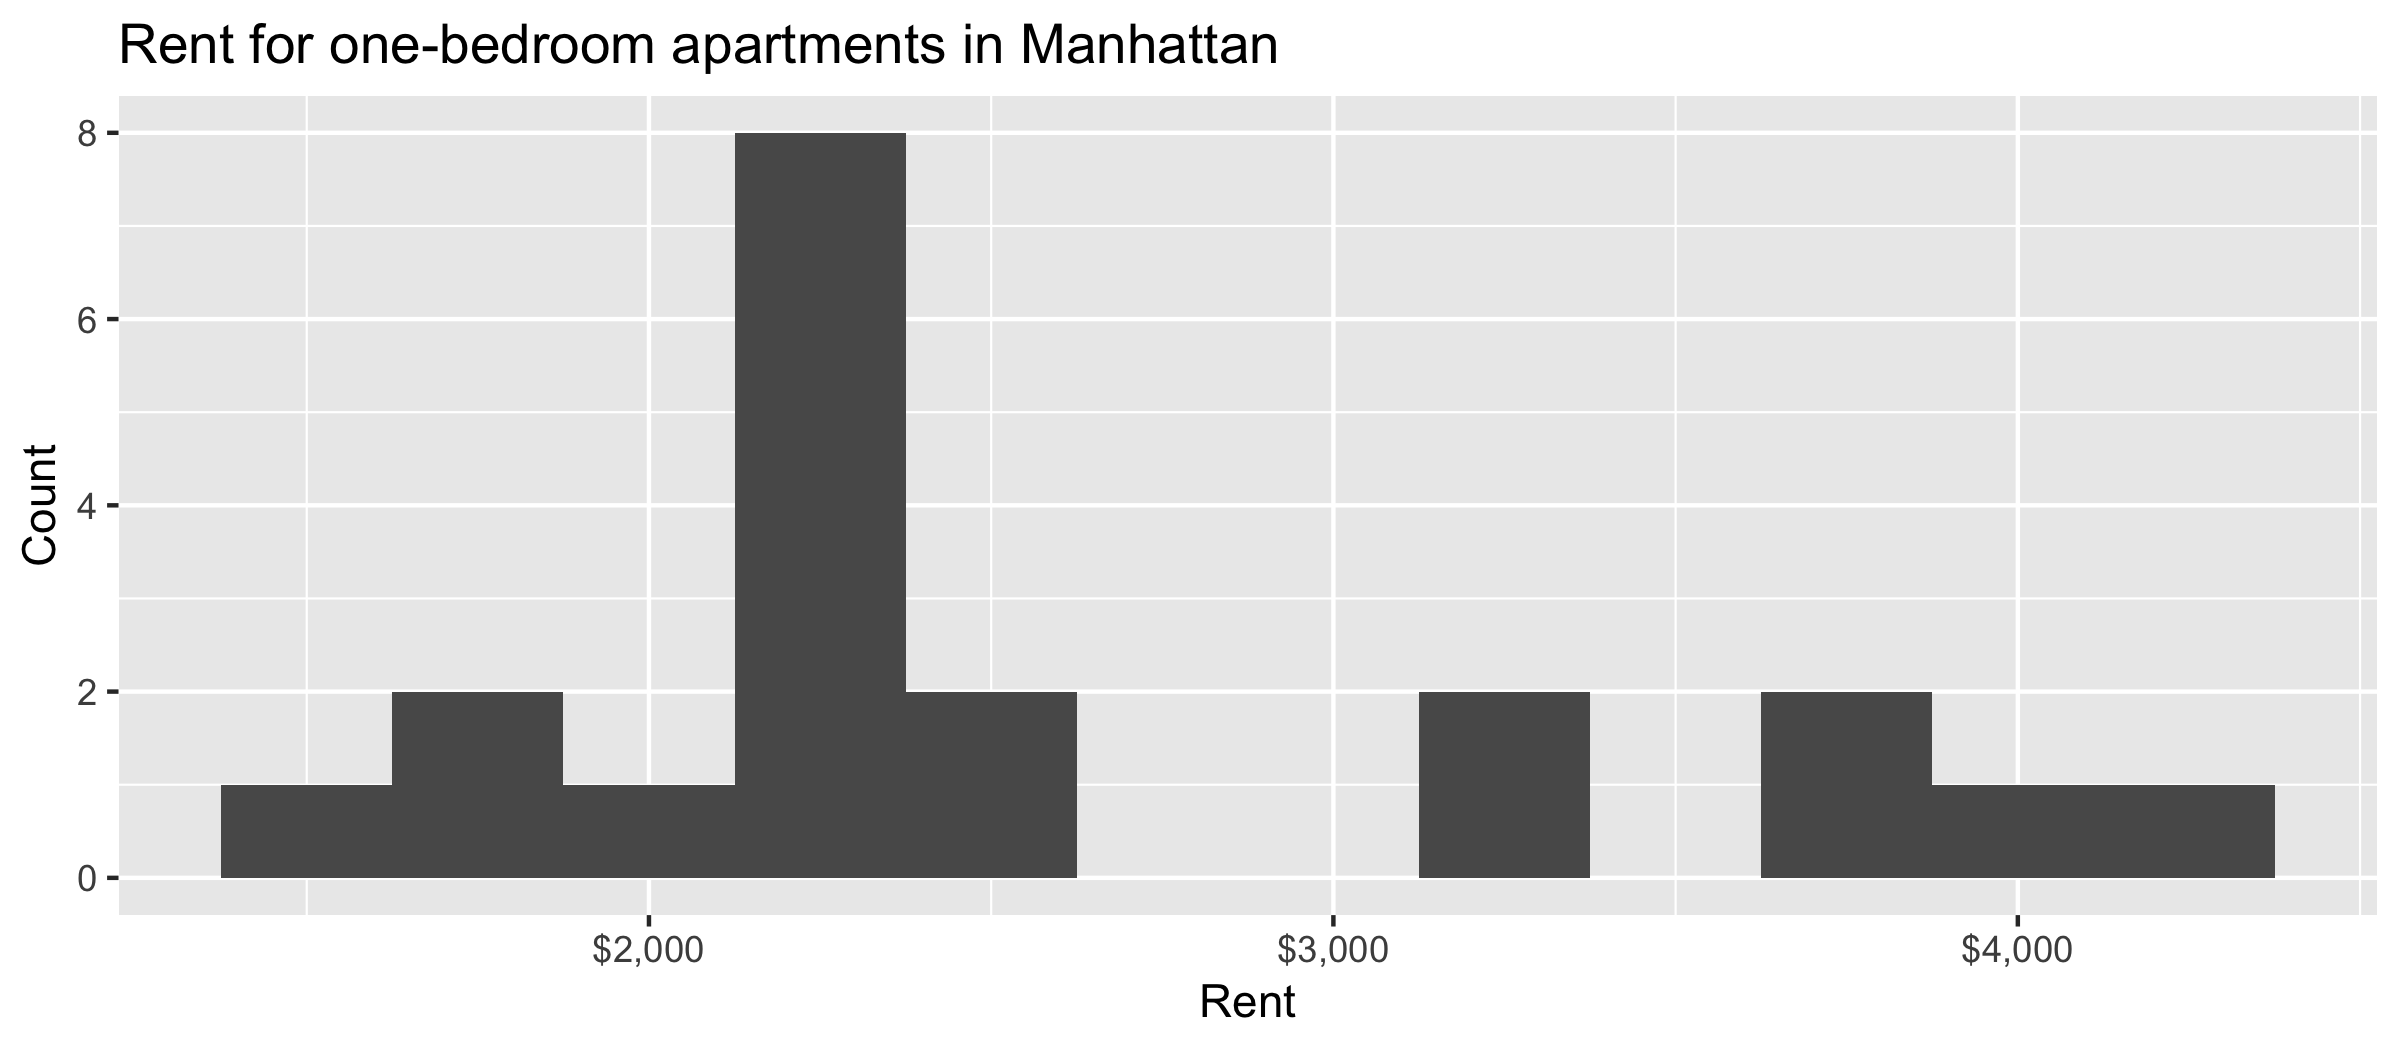 Rent for one-bedroom apartments in Manhattan
8
6
4
2
0
Count
$2,000 $3,000 $4,000
Rent